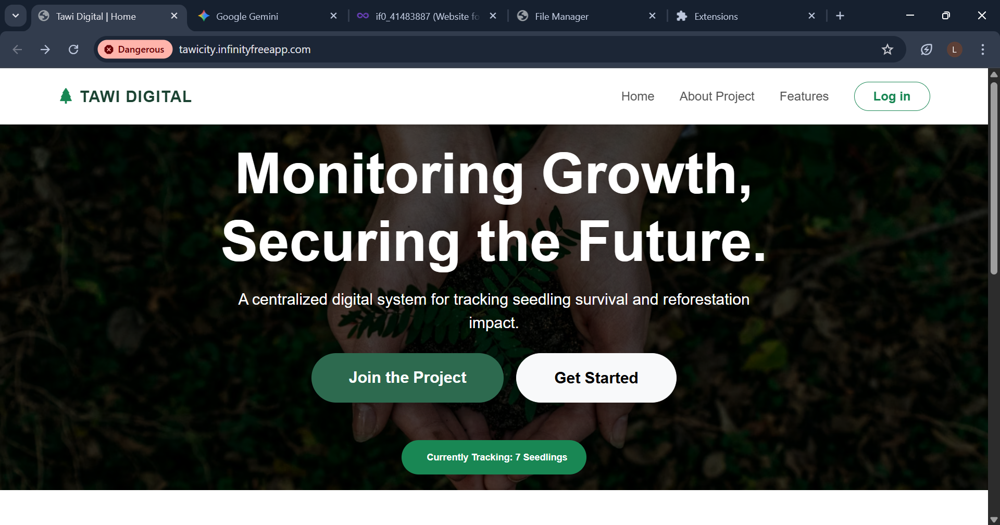 Tawi Digital | Home
Google Gemini
if0_41483887 (Website fo
File Manager
Extensions
Dangerous
tawicity.infinityfreeapp.com
L
TAWI DIGITAL
Home
About Project
Features
Log in
Monitoring Growth,
Securing the Future.
A centralized digital system for tracking seedling survival and reforestation
impact.
Join the Project
Get Started
Currently Tracking: 7 Seedlings